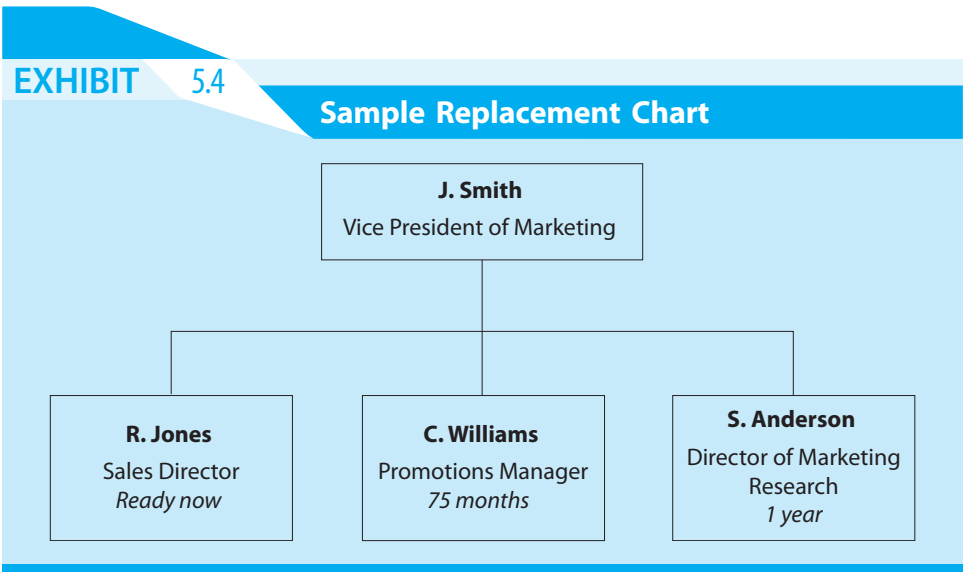 EXHIBIT 5.4
Sample Replacement Chart
J. Smith
Vice President of Marketing
R. Jones
Sales Director
Ready now
C. Williams
Promotions Manager
75 months
S. Anderson
Director of Marketing
Research
1 year